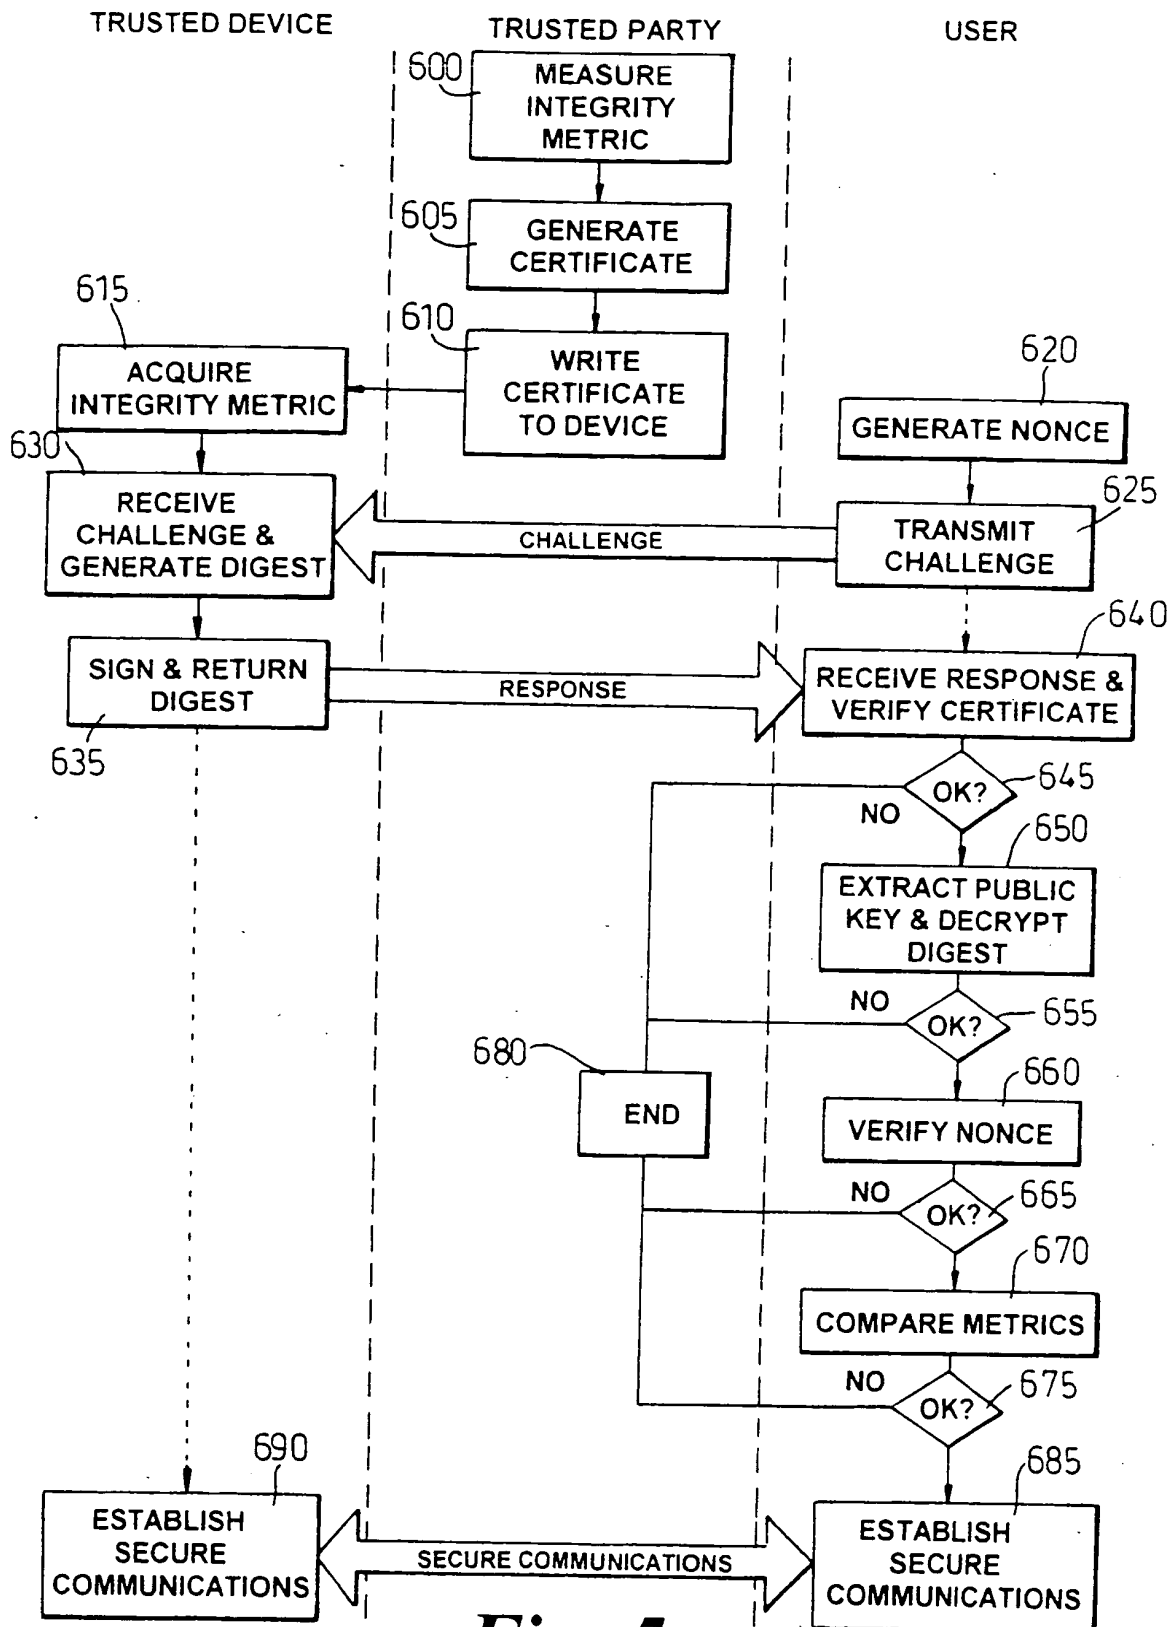 TRUSTED DEVICE
TRUSTED PARTY
USER
600
MEASURE
INTEGRITY
METRIC
605
GENERATE
CERTIFICATE
610
WRITE
CERTIFICATE
TO DEVICE
615
ACQUIRE
INTEGRITY METRIC
620
GENERATE NONCE
625
TRANSMIT
CHALLENGE
CHALLENGE
630
RECEIVE
CHALLENGE &
GENERATE DIGEST
635
SIGN & RETURN
DIGEST
RESPONSE
640
RECEIVE RESPONSE &
VERIFY CERTIFICATE
645
OK?
NO
650
EXTRACT PUBLIC
KEY & DECRYPT
DIGEST
655
OK?
NO
660
VERIFY NONCE
665
OK?
NO
670
COMPARE METRICS
675
OK?
NO
680
END
685
ESTABLISH
SECURE
COMMUNICATIONS
SECURE COMMUNICATIONS
690
ESTABLISH
SECURE
COMMUNICATIONS